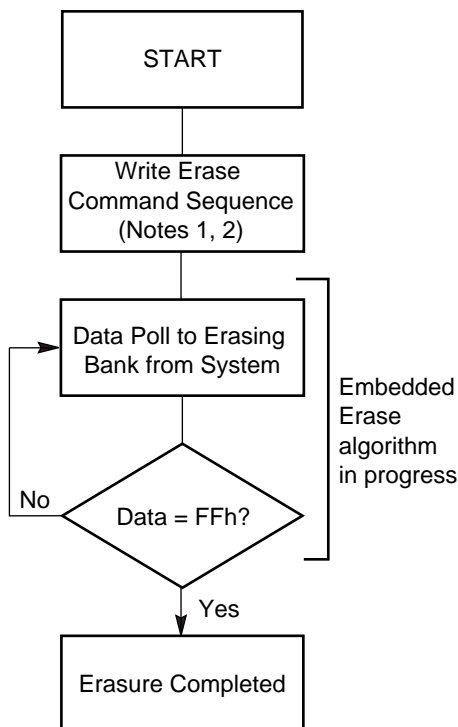 START
Write Erase
Command Sequence
(Notes 1, 2)
Data Poll to Erasing
Bank from System
Embedded
Erase
algorithm
in progress
No
Data = FFh?
Yes
Erasure Completed